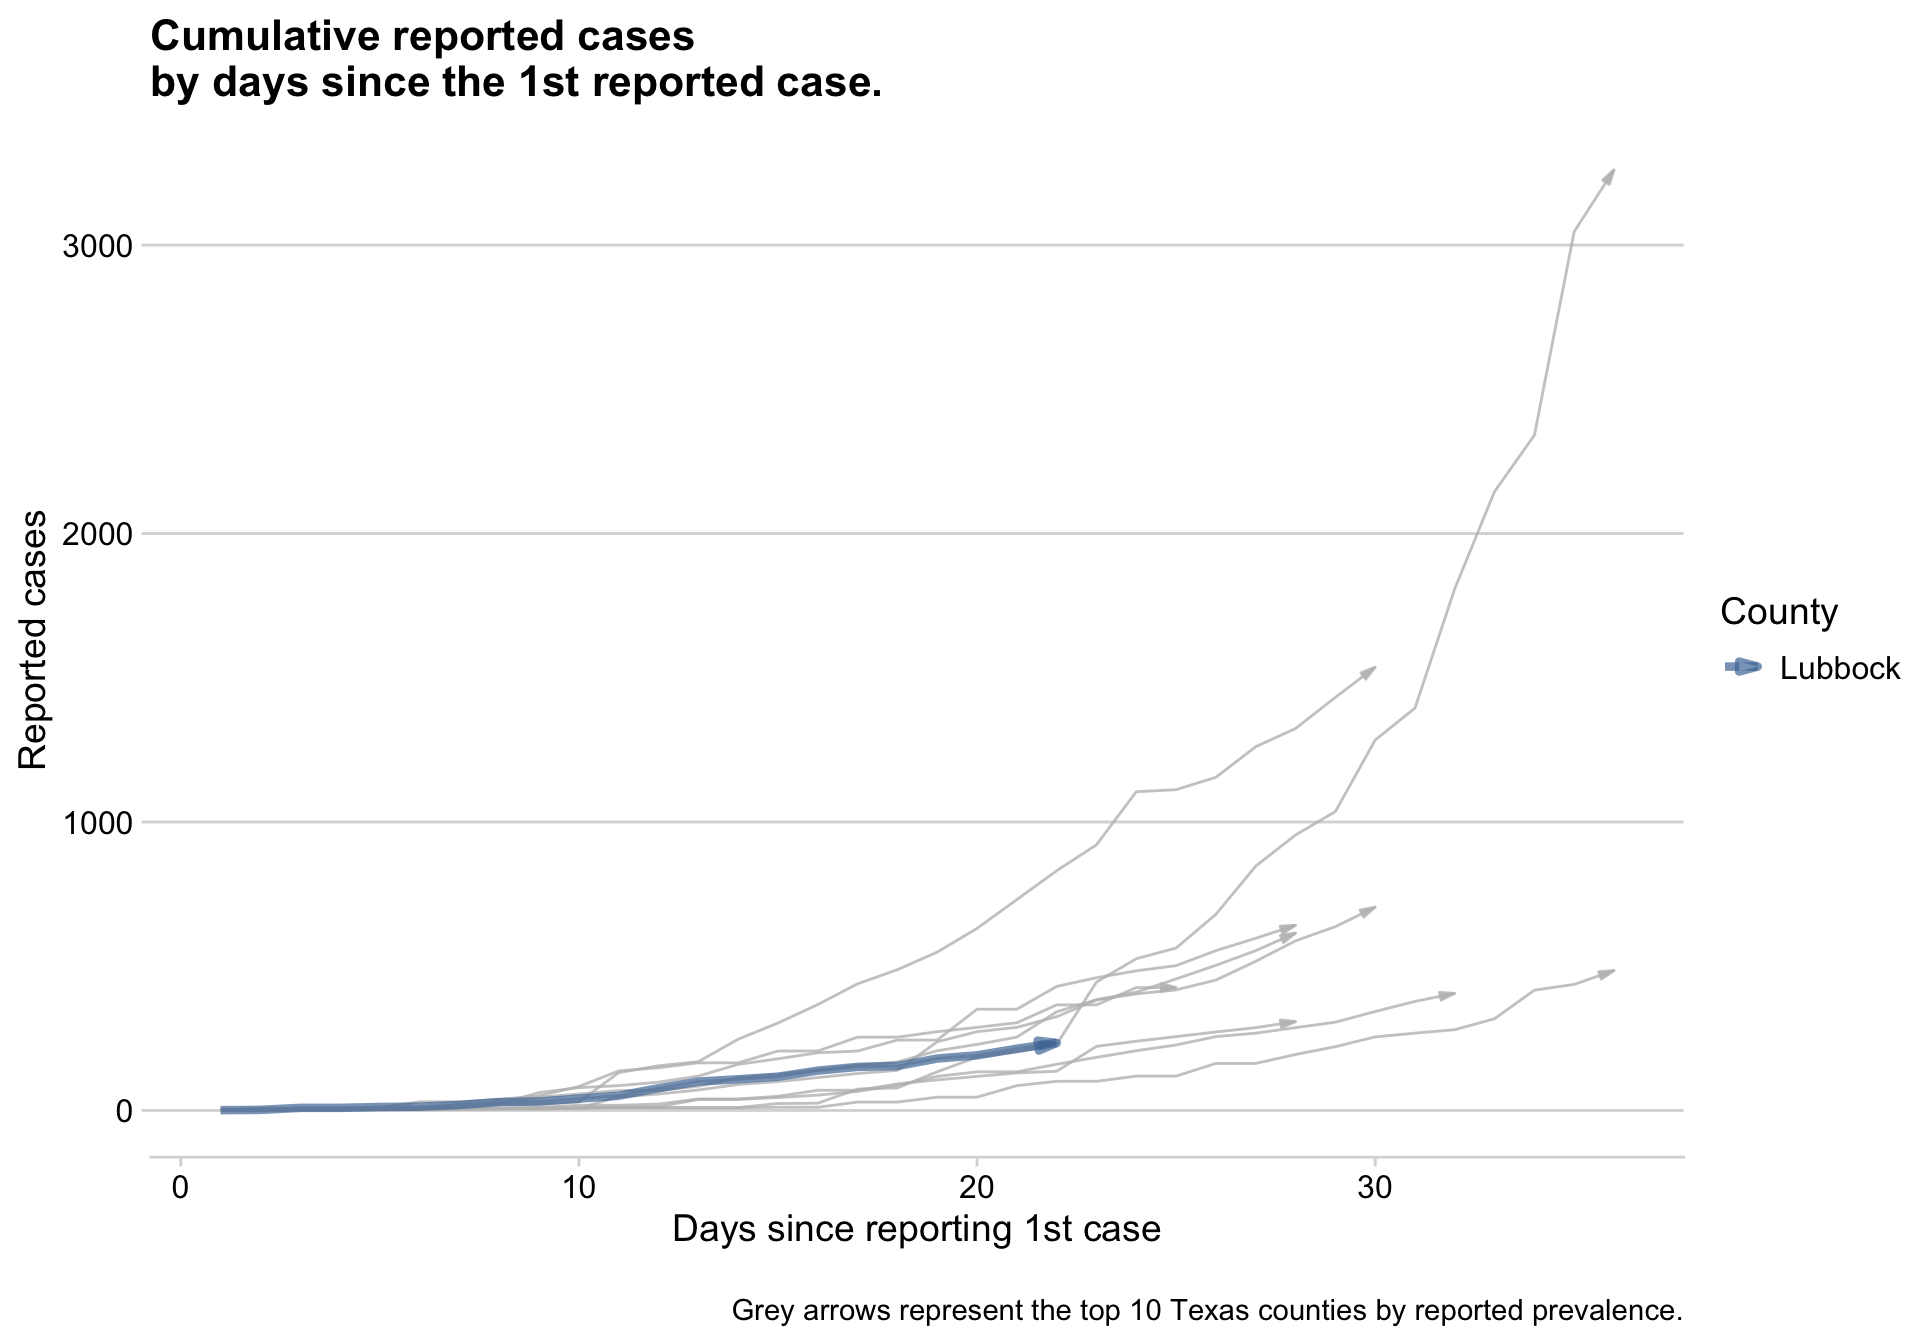 Cumulative reported cases
by days since the 1st reported case.
3000
2000
1000
0
Reported cases
0 10 20 30
Days since reporting 1st case
County
Lubbock
Grey arrows represent the top 10 Texas counties by reported prevalence.